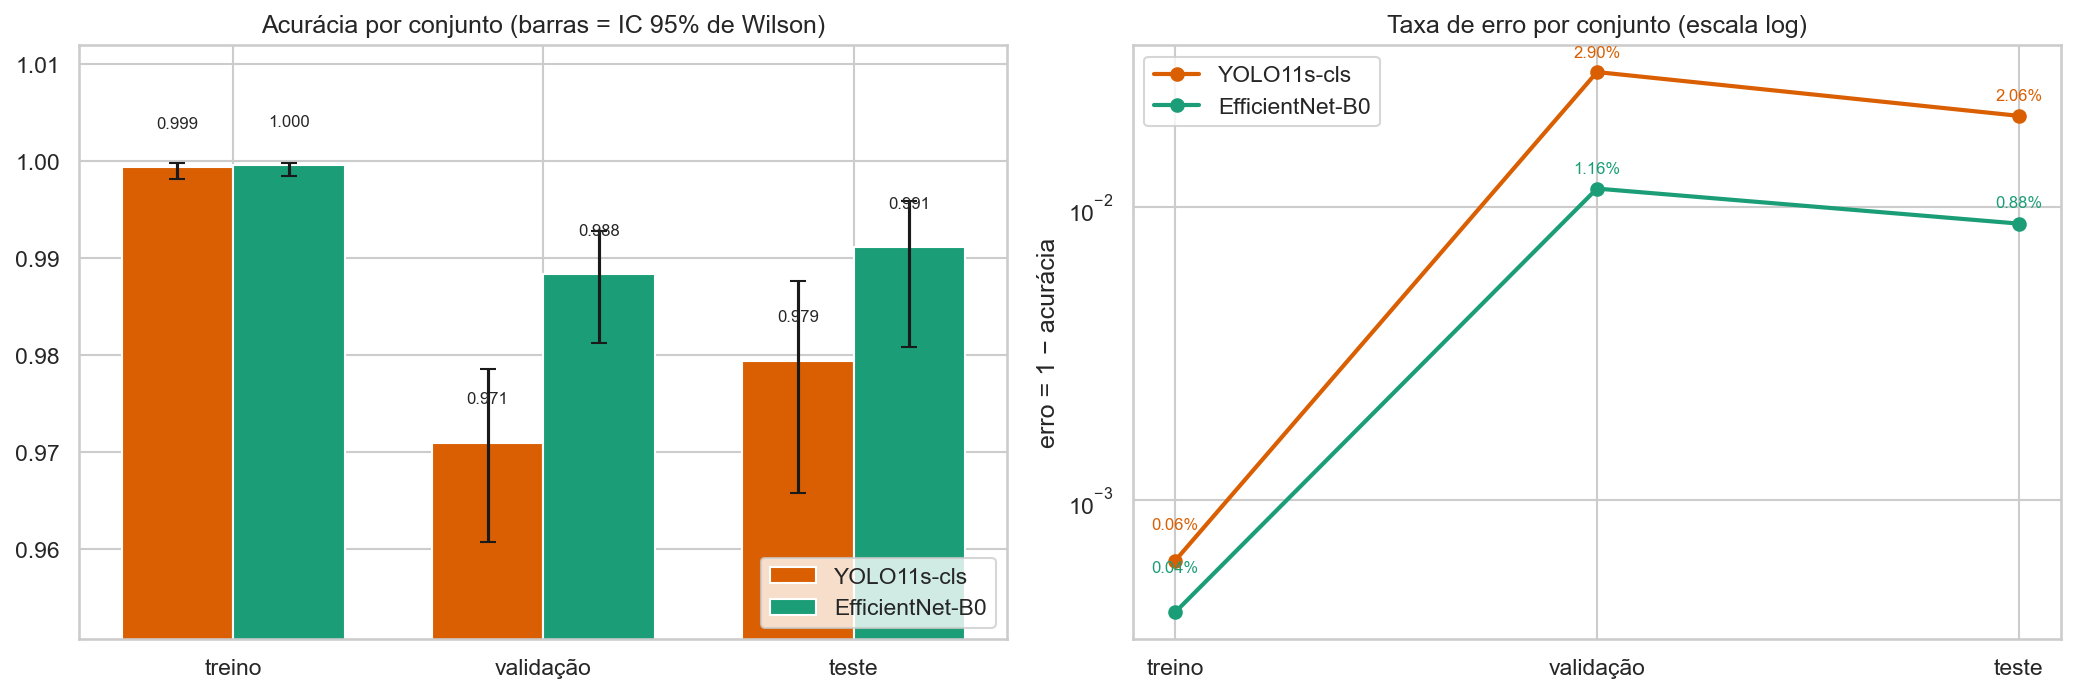 Acurácia por conjunto (barras = IC 95% de Wilson)
1.01
1.00
0.99
0.98
0.97
0.96
0.999
1.000
0.971
0.988
0.979
0.991
YOLO11s-cls
EfficientNet-B0
treino
validação
teste
Taxa de erro por conjunto (escala log)
erro = 1 − acurácia
10⁻²
10⁻³
YOLO11s-cls
EfficientNet-B0
2.90%
2.06%
1.16%
0.88%
0.06%
0.04%
treino
validação
teste